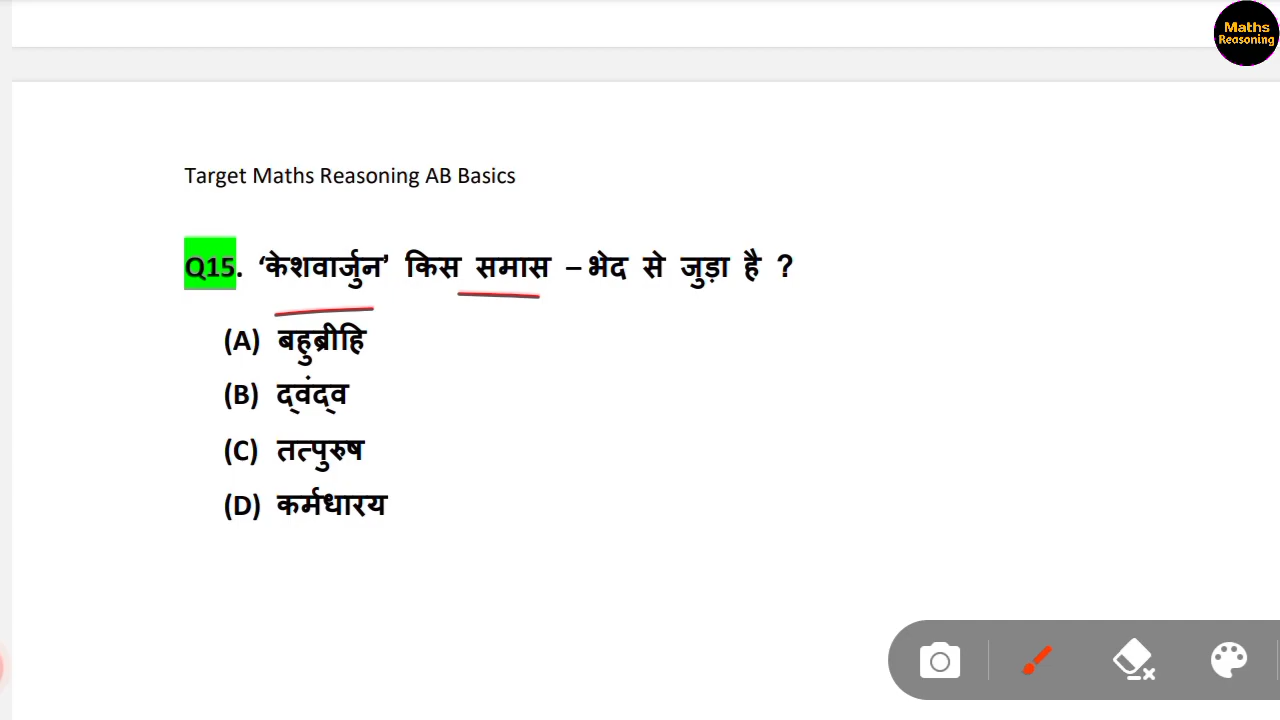 Maths
Reasoning
Target Maths Reasoning AB Basics
Q15. ‘केशवार्जुन’ किस समास – भेद से जुड़ा है ?
(A) बहुब्रीहि
(B) द्वंद्व
(C) तत्पुरुष
(D) कर्मधारय